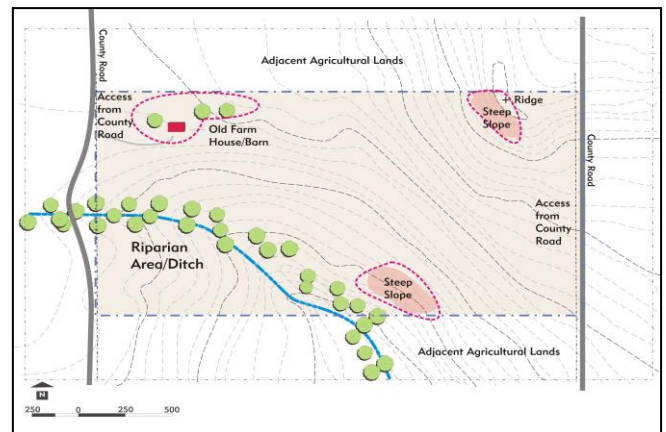 County Road
Adjacent Agricultural Lands
Access
from
County
Road
Old Farm
House/Barn
Ridge
Steep
Slope
County Road
Access
from
County
Road
Riparian
Area/Ditch
Steep
Slope
Adjacent Agricultural Lands
N
250 0 250 500